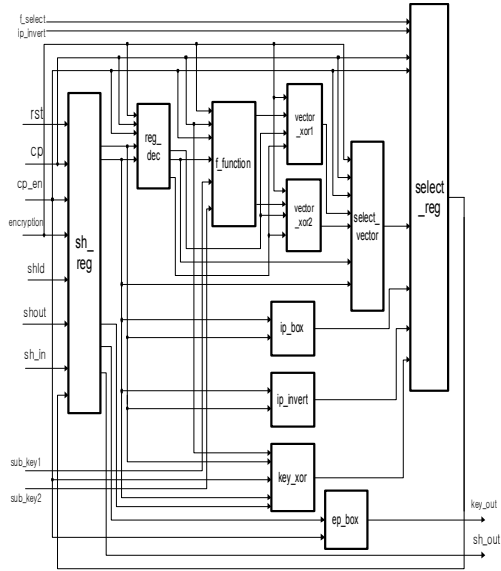 f_select
ip_invert
rst
cp
cp_en
encryption
shld
shout
sh_in
sub_key1
sub_key2
sh_
reg
reg_
dec
f_function
vector
_xor1
vector
_xor2
select_
vector
select
_reg
ip_box
ip_invert
key_xor
ep_box
key_out
sh_out